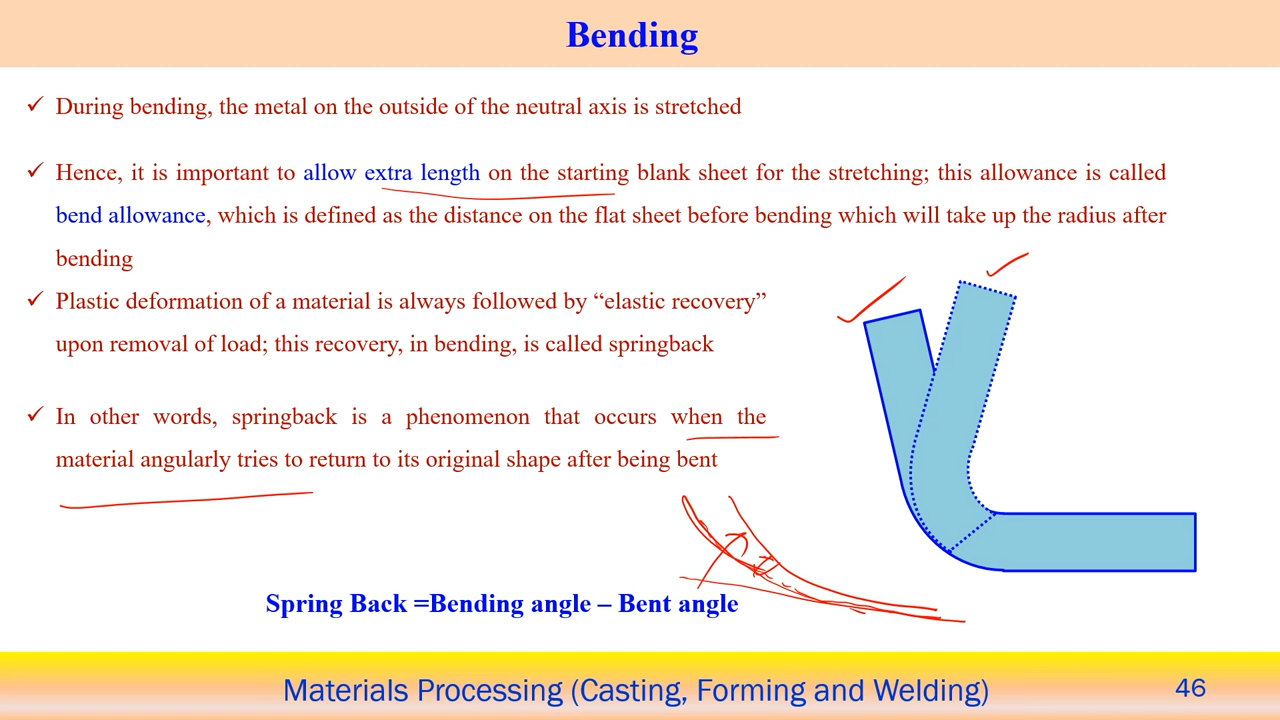 Bending
✓ During bending, the metal on the outside of the neutral axis is stretched
✓ Hence, it is important to allow extra length on the starting blank sheet for the stretching; this allowance is called
bend allowance, which is defined as the distance on the flat sheet before bending which will take up the radius after
bending
✓ Plastic deformation of a material is always followed by “elastic recovery”
upon removal of load; this recovery, in bending, is called springback
✓ In other words, springback is a phenomenon that occurs when the
material angularly tries to return to its original shape after being bent
Spring Back =Bending angle – Bent angle
Materials Processing (Casting, Forming and Welding)
46